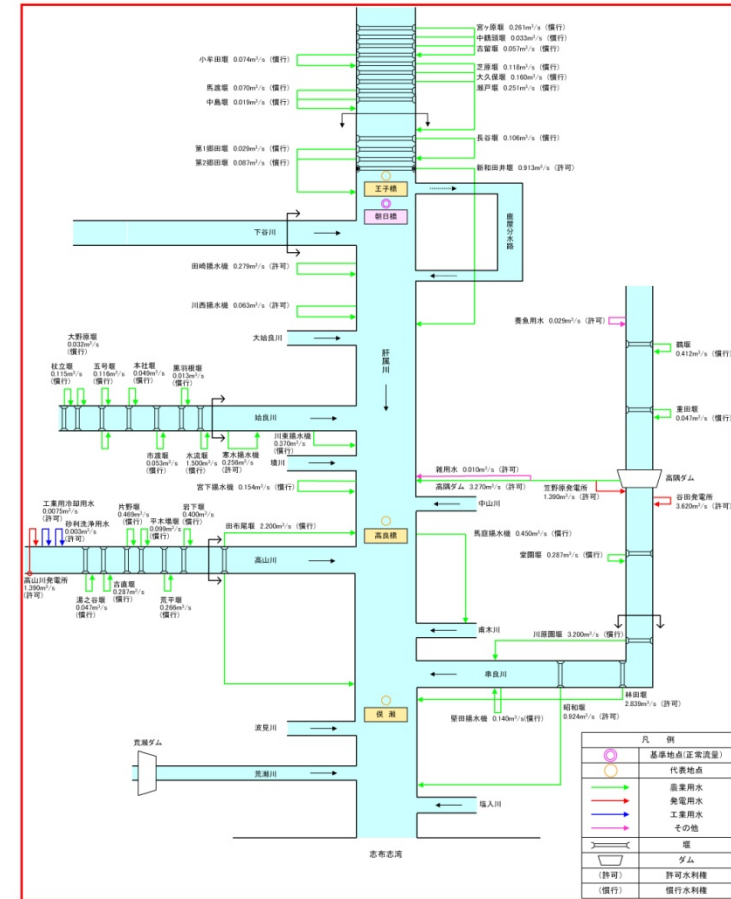 宮ヶ原堰 0.261m³/s (慣行)
中鶴頭堰 0.033m³/s (慣行)
吉留堰 0.057m³/s (慣行)
小牟田堰 0.074m³/s (慣行)
芝原堰 0.118m³/s (慣行)
大久保堰 0.160m³/s (慣行)
瀬戸堰 0.251m³/s (慣行)
馬渡堰 0.070m³/s (慣行)
中島堰 0.019m³/s (慣行)
長谷堰 0.106m³/s (慣行)
第1郷田堰 0.029m³/s (慣行)
第2郷田堰 0.087m³/s (慣行)
新和田井堰 0.913m³/s (許可)
王子橋
朝日橋
鹿屋分水路
下谷川
田崎揚水機 0.279m³/s (許可)
川西揚水機 0.063m³/s (許可)
大姶良川
肝属川
養魚用水 0.029m³/s (許可)
鶴堰
0.412m³/s
(慣行)
重田堰
0.047m³/s
(慣行)
大野原堰
0.032m³/s
(慣行)
杖立堰
0.115m³/s
(慣行)
五号堰
0.116m³/s
(慣行)
本社堰
0.049m³/s
(慣行)
黒羽根堰
0.013m³/s
(慣行)
姶良川
市渡堰
0.053m³/s
(慣行)
水流堰
1.500m³/s
(慣行)
寒水揚水機
0.256m³/s
(許可)
川東揚水機
0.370m³/s
(慣行)
宮下揚水機 0.154m³/s (慣行)
雑用水 0.010m³/s (許可)
高隈ダム 3.270m³/s (許可)
高隈ダム
笠野原発電所
1.390m³/s (許可)
谷田発電所
3.620m³/s (許可)
中山川
高良橋
馬庭揚水機 0.450m³/s (慣行)
堂園堰 0.287m³/s (慣行)
工業用冷却用水
0.0075m³/s
(許可)
砂利洗浄用水
0.003m³/s
(許可)
片野堰
0.469m³/s
(慣行)
平木場堰
0.099m³/s
(慣行)
岩下堰
0.400m³/s
(慣行)
田布尾堰 2.200m³/s (慣行)
高山川
高山川発電所
1.390m³/s
(許可)
湯之谷堰
0.047m³/s
(慣行)
吉直堰
0.287m³/s
(慣行)
荒平堰
0.266m³/s
(慣行)
甫木川
川原園堰 3.200m³/s (慣行)
串良川
林田堰
2.839m³/s (許可)
昭和堰
0.924m³/s (許可)
堅田揚水機 0.140m³/s(慣行)
俣瀬
波見川
荒瀬ダム
荒瀬川
塩入川
志布志湾
凡 例
基準地点(正常流量)
代表地点
農業用水
発電用水
工業用水
その他
堰
ダム
(許可) 許可水利権
(慣行) 慣行水利権